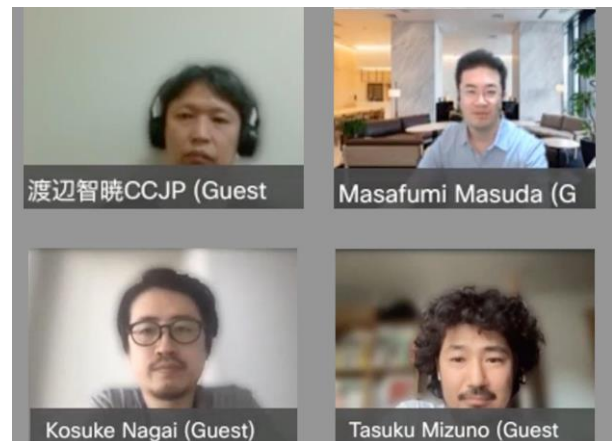 渡辺智暁CCJP (Guest
Masafumi Masuda (G
Kosuke Nagai (Guest)
Tasuku Mizuno (Guest